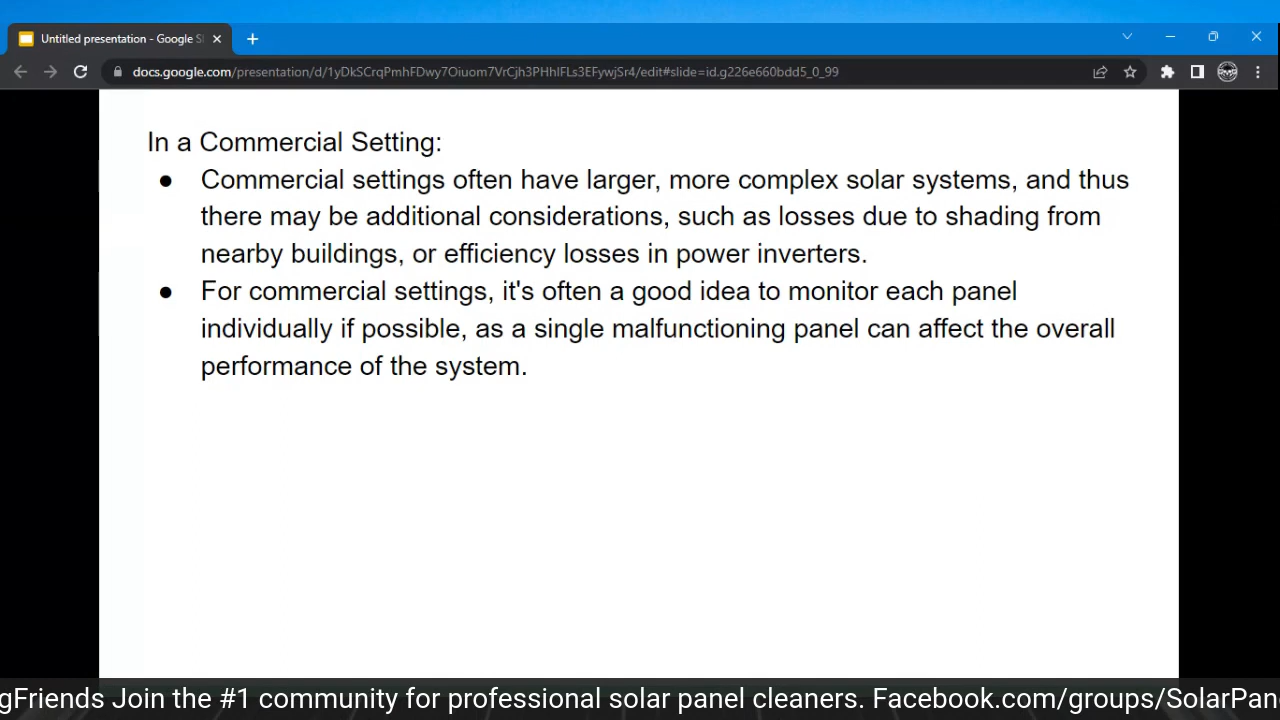 Untitled presentation - Google S
docs.google.com/presentation/d/1yDkSCrqPmhFDwy7Oiuom7VrCjh3PHhlFLs3EFywjSr4/edit#slide=id.g226e660bdd5_0_99
In a Commercial Setting:
● Commercial settings often have larger, more complex solar systems, and thus
there may be additional considerations, such as losses due to shading from
nearby buildings, or efficiency losses in power inverters.
● For commercial settings, it's often a good idea to monitor each panel
individually if possible, as a single malfunctioning panel can affect the overall
performance of the system.
gFriends Join the #1 community for professional solar panel cleaners. Facebook.com/groups/SolarPan